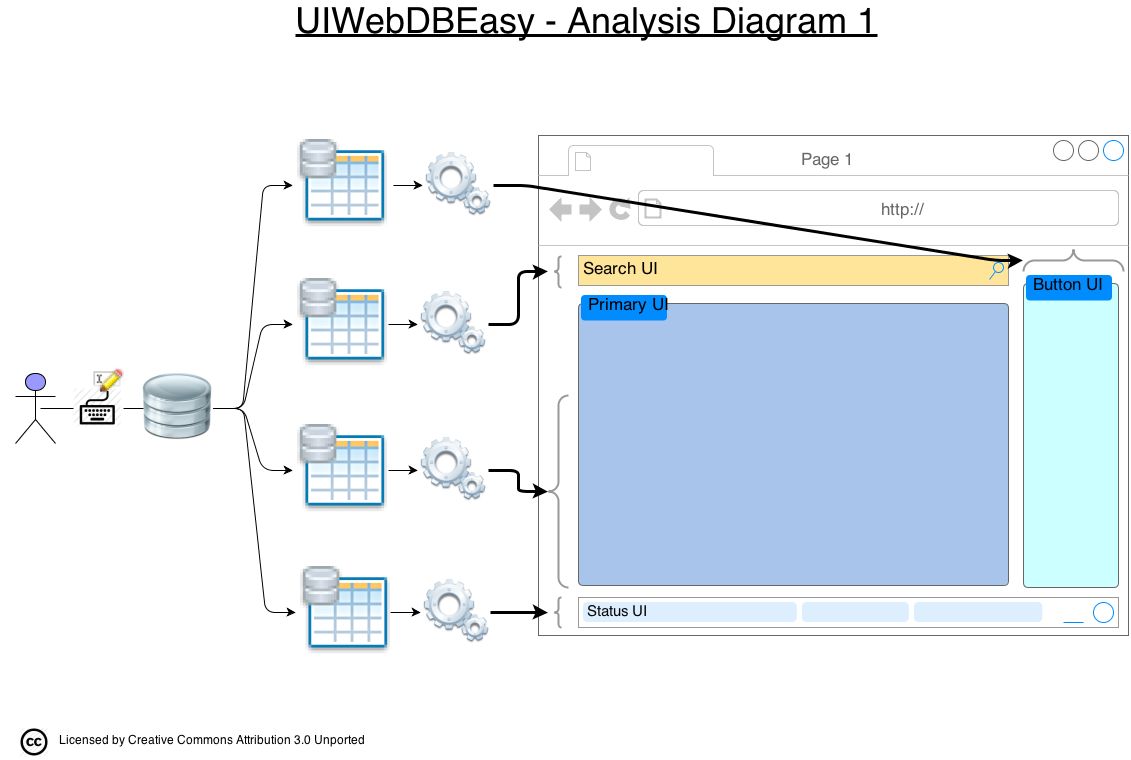 UIWebDBEasy - Analysis Diagram 1
Page 1
http://
Search UI
Button UI
Primary UI
Status UI
cc
Licensed by Creative Commons Attribution 3.0 Unported